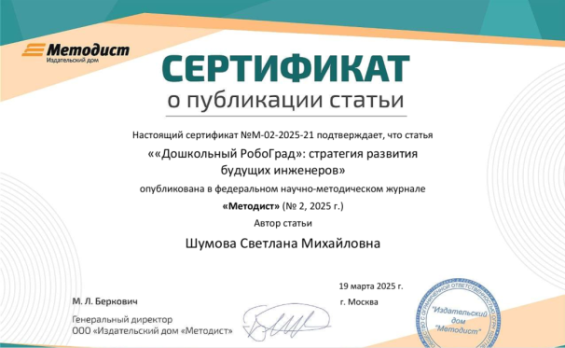 Методист
Издательский дом
СЕРТИФИКАТ
о публикации статьи
Настоящий сертификат №М-02-2025-21 подтверждает, что статья
««Дошкольный РобоГрад»: стратегия развития
будущих инженеров»
опубликована в федеральном научно-методическом журнале
«Методист» (№ 2, 2025 г.)
Автор статьи
Шумова Светлана Михайловна
19 марта 2025 г.
М. Л. Беркович
г. Москва
Генеральный директор
ООО «Издательский дом «Методист»
"Издательский
дом
"Методист"